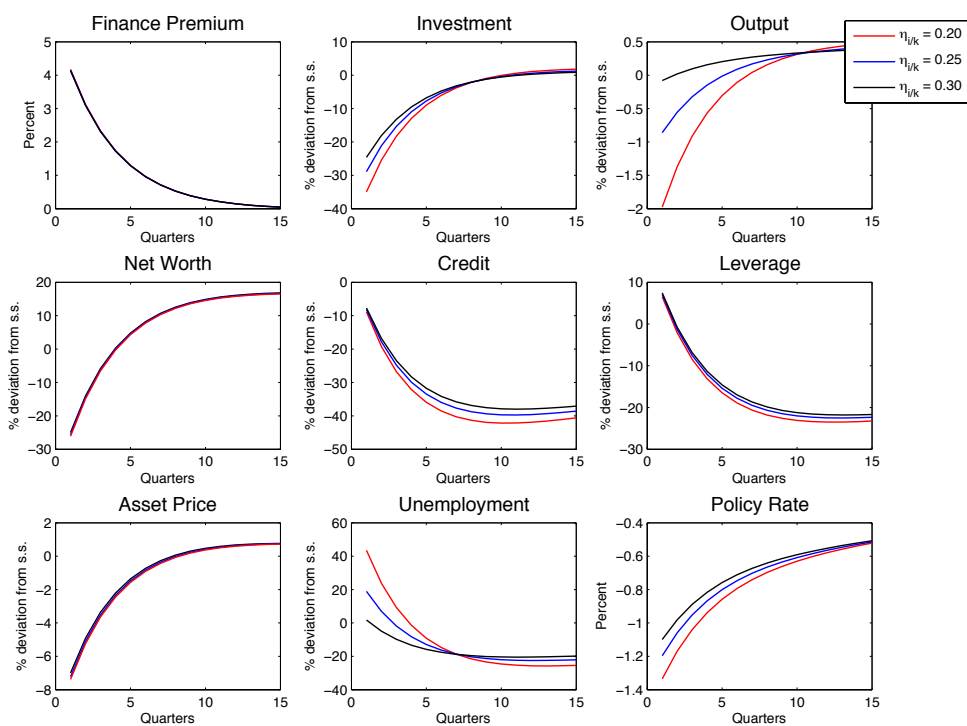 Finance Premium
Percent
5
4
3
2
1
0
0 5 10 15
Quarters
Investment
% deviation from s.s.
10
0
−10
−20
−30
−40
0 5 10 15
Quarters
Output
% deviation from s.s.
0.5
0
−0.5
−1
−1.5
−2
0 5 10 15
Quarters
η i/k = 0.20
η i/k = 0.25
η i/k = 0.30
Net Worth
% deviation from s.s.
20
10
0
−10
−20
−30
0 5 10 15
Quarters
Credit
% deviation from s.s.
0
−10
−20
−30
−40
−50
0 5 10 15
Quarters
Leverage
% deviation from s.s.
10
0
−10
−20
−30
0 5 10 15
Quarters
Asset Price
% deviation from s.s.
2
0
−2
−4
−6
−8
0 5 10 15
Quarters
Unemployment
% deviation from s.s.
60
40
20
0
−20
−40
0 5 10 15
Quarters
Policy Rate
Percent
−0.4
−0.6
−0.8
−1
−1.2
−1.4
0 5 10 15
Quarters